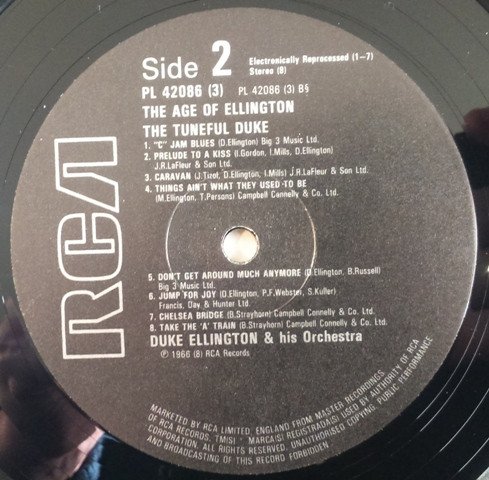 RCA
Side 2
Electronically Reprocessed (1-7)
Stereo (8)
PL 42086 (3) PL 42086 (3) B§
THE AGE OF ELLINGTON
THE TUNEFUL DUKE
1. "C" JAM BLUES (D.Ellington) Big 3 Music Ltd.
2. PRELUDE TO A KISS (I.Gordon, I.Mills, D.Ellington)
J.R.LaFleur & Son Ltd.
3. CARAVAN (J.Tizol, D.Ellington, I.Mills) J.R.LaFleur & Son Ltd.
4. THINGS AIN'T WHAT THEY USED TO BE
(M.Ellington, T.Persons) Campbell Connelly & Co. Ltd.
5. DON'T GET AROUND MUCH ANYMORE (D.Ellington, B.Russell)
Big 3 Music Ltd.
6. JUMP FOR JOY (D.Ellington, P.F.Webster, S.Kuller)
Francis, Day & Hunter Ltd.
7. CHELSEA BRIDGE (B.Strayhorn) Campbell Connelly & Co. Ltd.
8. TAKE THE 'A' TRAIN (B.Strayhorn) Campbell Connelly & Co. Ltd.
DUKE ELLINGTON & his Orchestra
℗ 1966 (8) RCA Records
MARKETED BY RCA LIMITED, ENGLAND FROM MASTER RECORDINGS
OF RCA RECORDS. TM(S) ® MARCA(S) REGISTRADA(S) USED BY AUTHORITY OF RCA
CORPORATION. ALL RIGHTS RESERVED. UNAUTHORISED COPYING, PUBLIC PERFORMANCE
AND BROADCASTING OF THIS RECORD FORBIDDEN